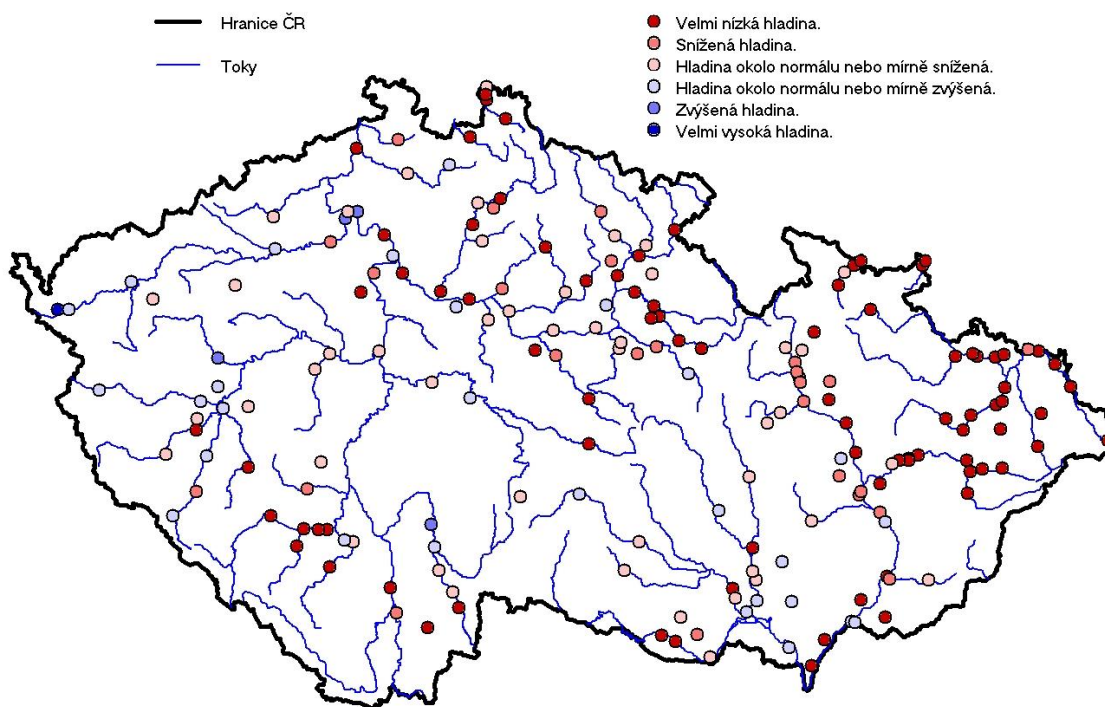 Hranice ČR
Toky
Velmi nízká hladina.
Snížená hladina.
Hladina okolo normálu nebo mírně snížená.
Hladina okolo normálu nebo mírně zvýšená.
Zvýšená hladina.
Velmi vysoká hladina.